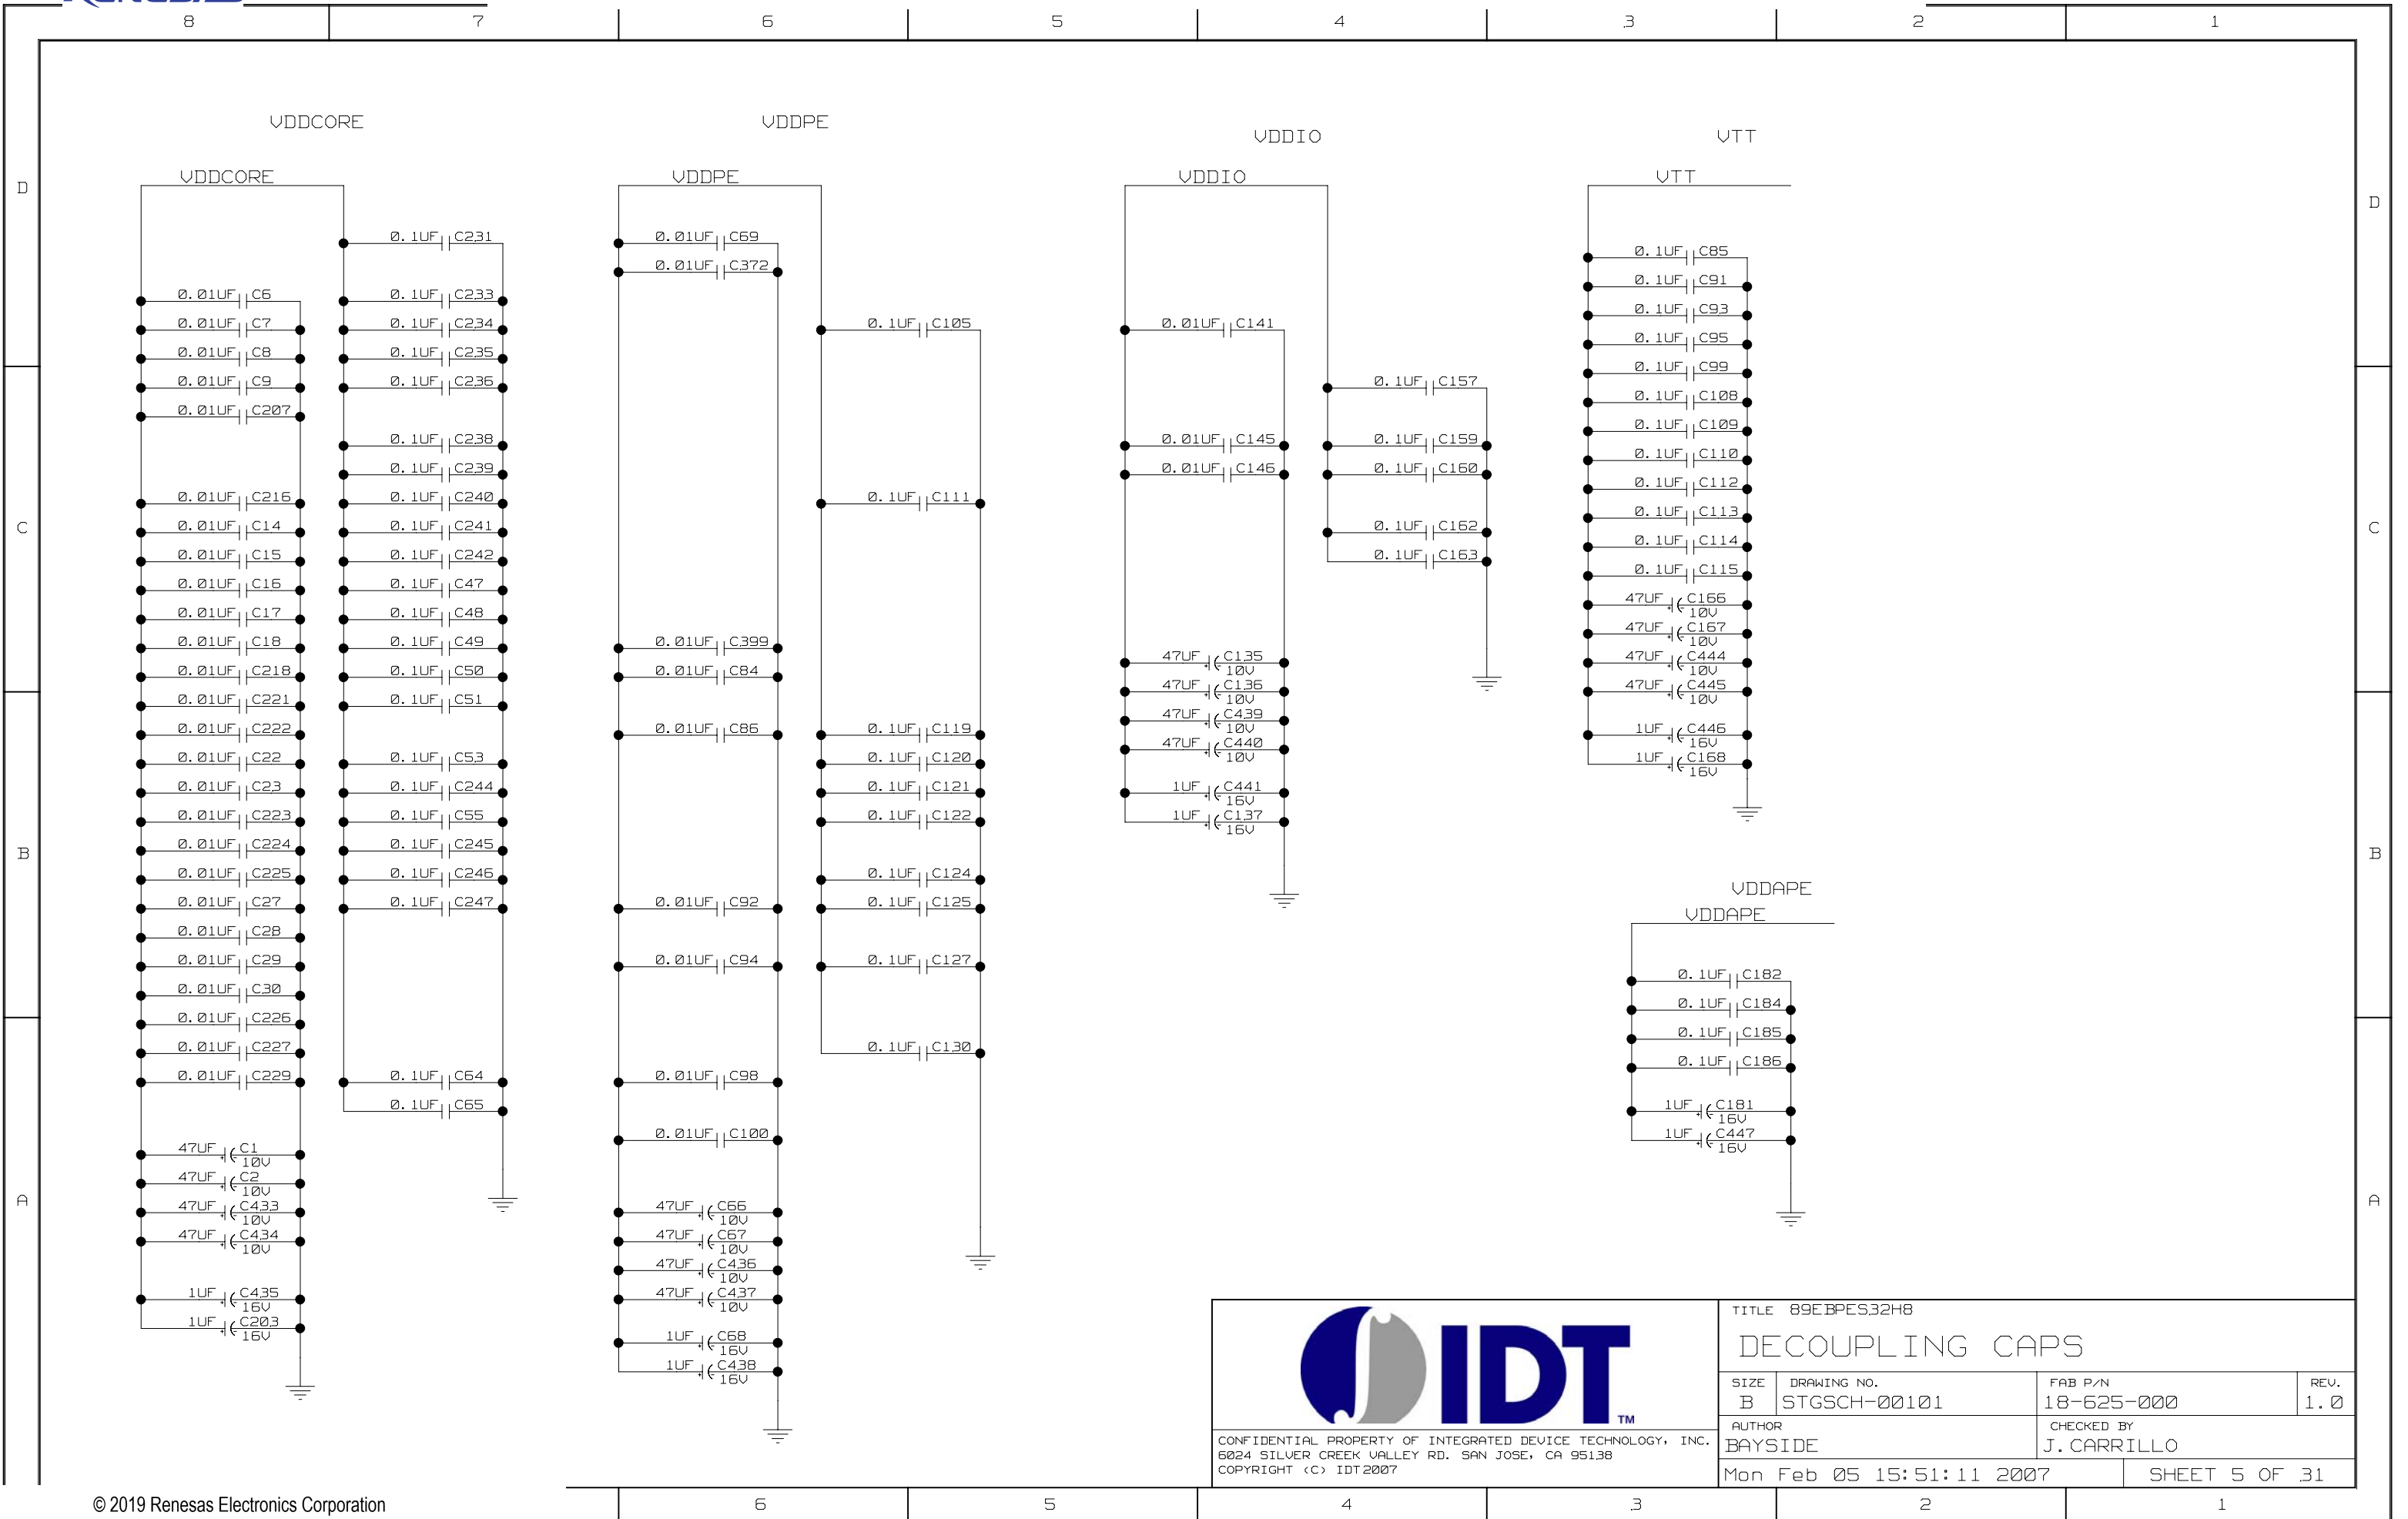 RENESAS
8 7 6 5 4 3 2 1
D
C
B
A
VDDCORE
VDDCORE
0.01UF C6
0.01UF C7
0.01UF C8
0.01UF C9
0.01UF C207
0.01UF C216
0.01UF C14
0.01UF C15
0.01UF C16
0.01UF C17
0.01UF C18
0.01UF C218
0.01UF C221
0.01UF C222
0.01UF C22
0.01UF C23
0.01UF C223
0.01UF C224
0.01UF C225
0.01UF C27
0.01UF C28
0.01UF C29
0.01UF C30
0.01UF C226
0.01UF C227
0.01UF C229
47UF C1
10V
47UF C2
10V
47UF C433
10V
47UF C434
10V
1UF C435
16V
1UF C203
16V
0.1UF C231
0.1UF C233
0.1UF C234
0.1UF C235
0.1UF C236
0.1UF C238
0.1UF C239
0.1UF C240
0.1UF C241
0.1UF C242
0.1UF C47
0.1UF C48
0.1UF C49
0.1UF C50
0.1UF C51
0.1UF C53
0.1UF C244
0.1UF C55
0.1UF C245
0.1UF C246
0.1UF C247
0.1UF C64
0.1UF C65
VDDPE
VDDPE
0.01UF C69
0.01UF C372
0.01UF C399
0.01UF C84
0.01UF C86
0.01UF C92
0.01UF C94
0.01UF C98
0.01UF C100
47UF C66
10V
47UF C67
10V
47UF C436
10V
47UF C437
10V
1UF C68
16V
1UF C438
16V
0.1UF C105
0.1UF C111
0.1UF C119
0.1UF C120
0.1UF C121
0.1UF C122
0.1UF C124
0.1UF C125
0.1UF C127
0.1UF C130
VDDIO
VDDIO
0.01UF C141
0.01UF C145
0.01UF C146
47UF C135
10V
47UF C136
10V
47UF C439
10V
47UF C440
10V
1UF C441
16V
1UF C137
16V
0.1UF C157
0.1UF C159
0.1UF C160
0.1UF C162
0.1UF C163
VTT
VTT
0.1UF C85
0.1UF C91
0.1UF C93
0.1UF C95
0.1UF C99
0.1UF C108
0.1UF C109
0.1UF C110
0.1UF C112
0.1UF C113
0.1UF C114
0.1UF C115
47UF C166
10V
47UF C167
10V
47UF C444
10V
47UF C445
10V
1UF C446
16V
1UF C168
16V
VDDAPE
VDDAPE
0.1UF C182
0.1UF C184
0.1UF C185
0.1UF C186
1UF C181
16V
1UF C447
16V
D
C
B
A
IDT TM
CONFIDENTIAL PROPERTY OF INTEGRATED DEVICE TECHNOLOGY, INC.
6024 SILVER CREEK VALLEY RD. SAN JOSE, CA 95138
COPYRIGHT (C) IDT 2007
TITLE 89EBPES32H8
DECOUPLING CAPS
SIZE DRAWING NO. FAB P/N REV.
B STGSCH-00101 18-625-000 1.0
AUTHOR CHECKED BY
BAYSIDE J.CARRILLO
Mon Feb 05 15:51:11 2007 SHEET 5 OF 31
© 2019 Renesas Electronics Corporation
6 5 4 3 2 1